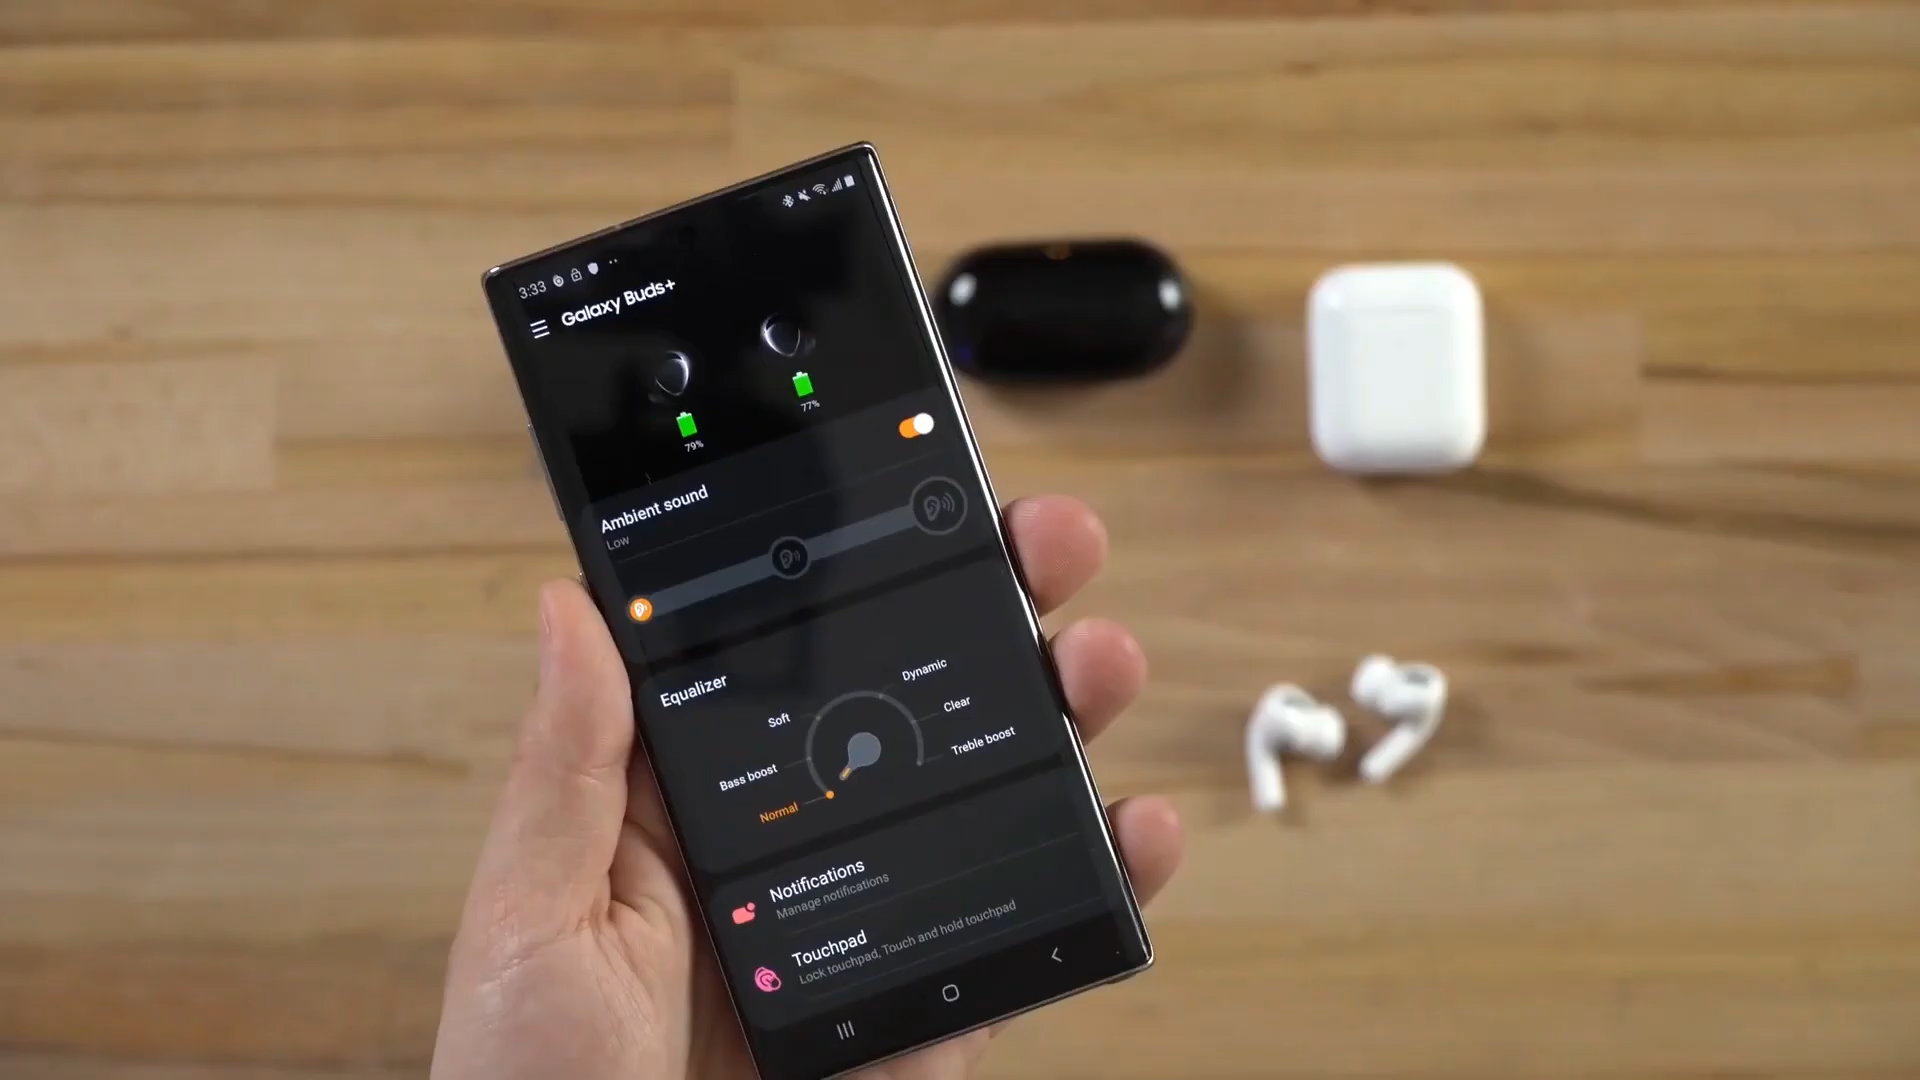 3:33
Galaxy Buds+
79%
77%
Ambient sound
Low
Equalizer
Dynamic
Soft
Clear
Bass boost
Treble boost
Normal
Notifications
Manage notifications
Touchpad
Lock touchpad, Touch and hold touchpad